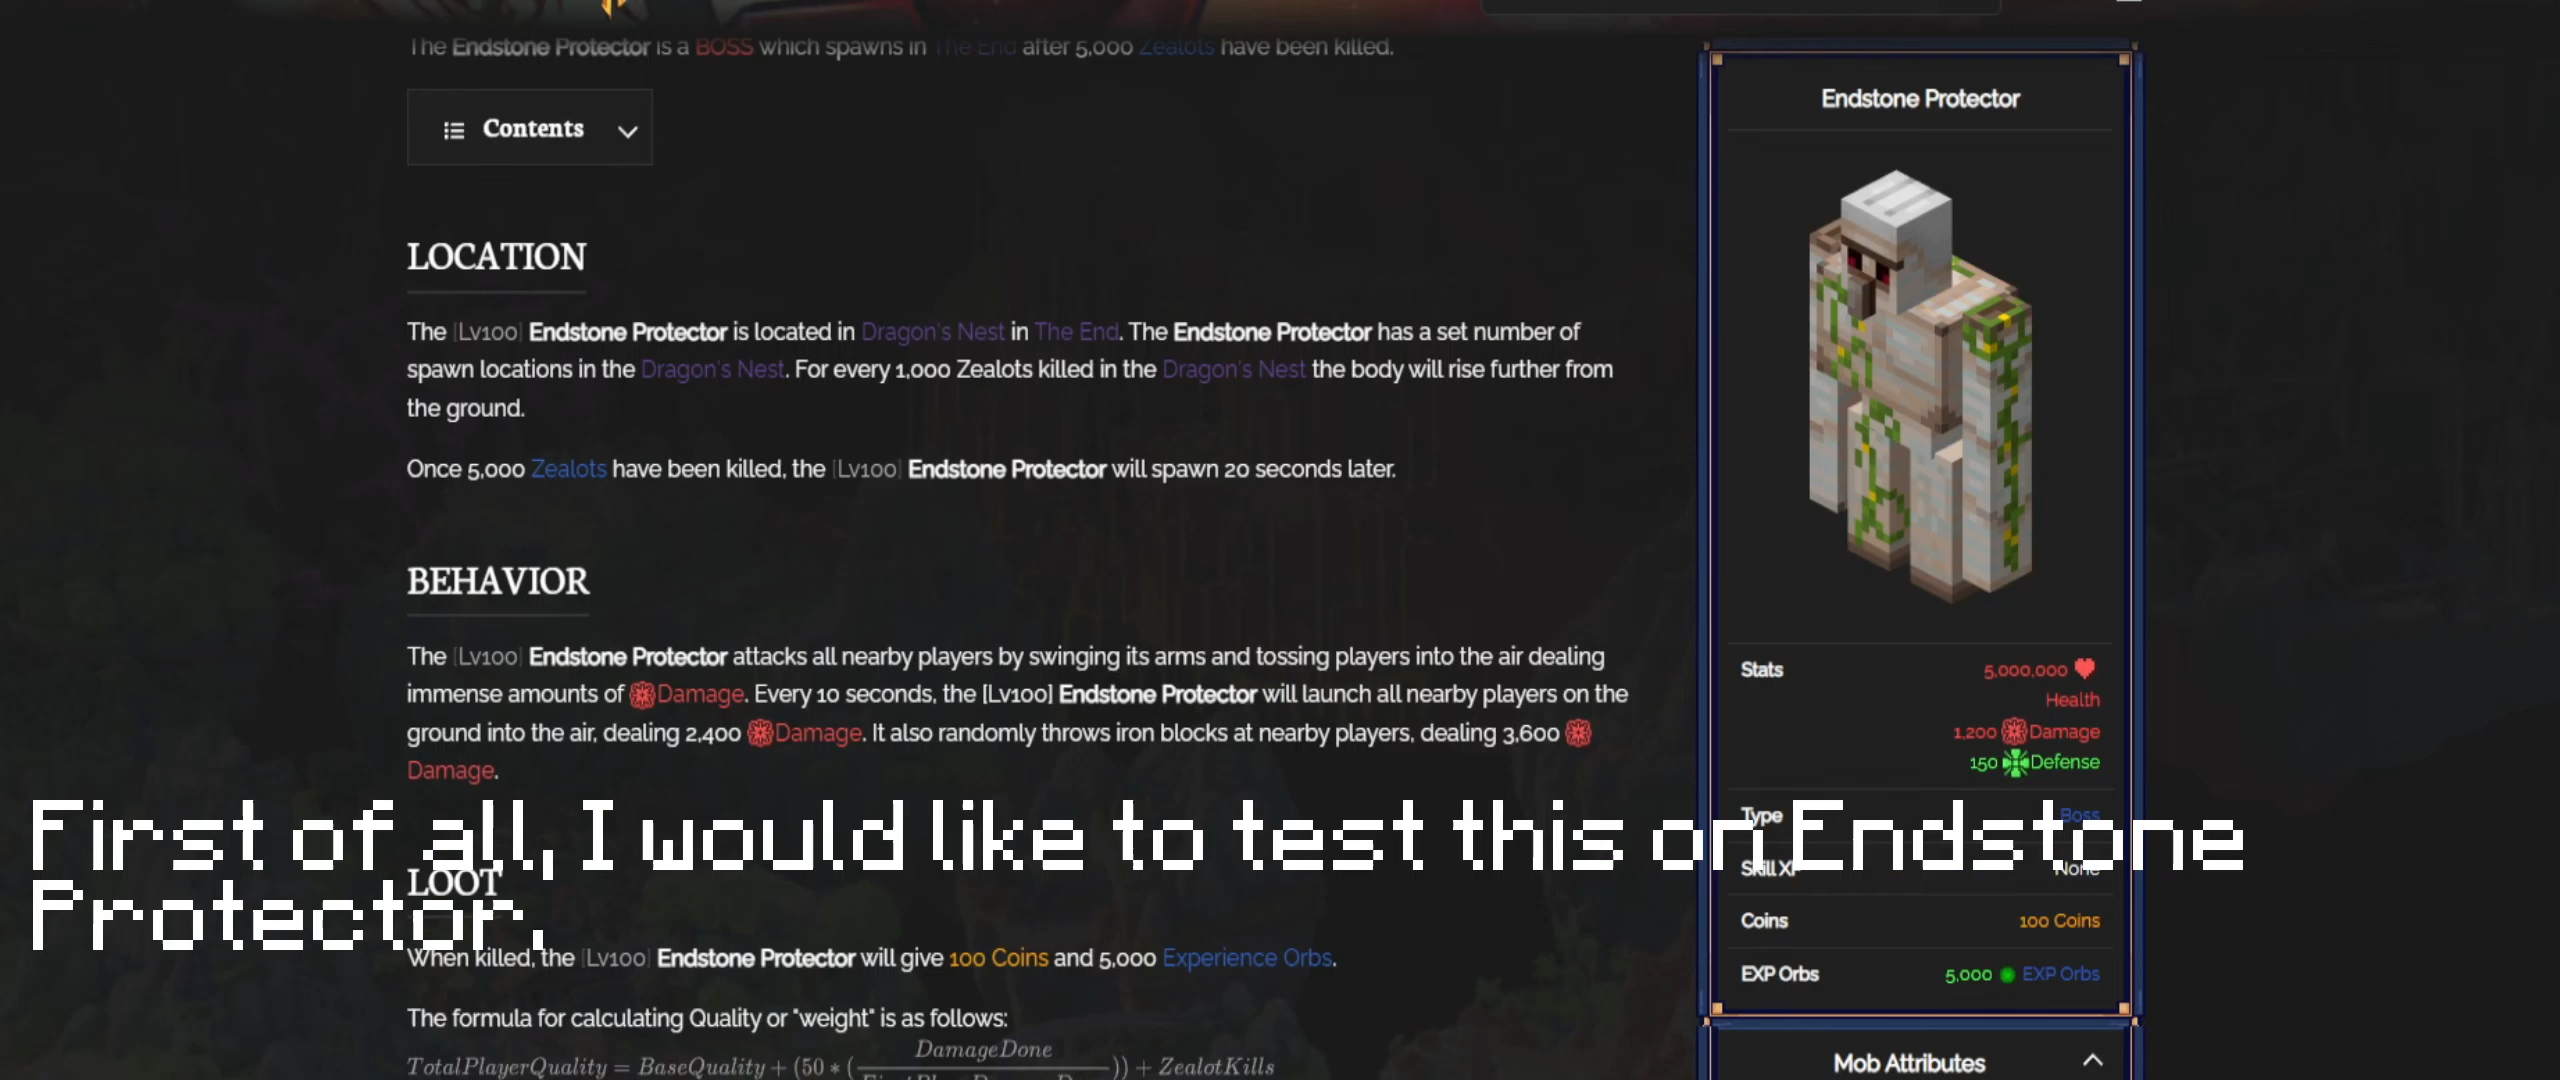 The Endstone Protector is a BOSS which spawns in The End after 5,000 Zealots have been killed.
Contents
LOCATION
The [Lv100] Endstone Protector is located in Dragon's Nest in The End. The Endstone Protector has a set number of
spawn locations in the Dragon's Nest. For every 1,000 Zealots killed in the Dragon's Nest the body will rise further from
the ground.
Once 5,000 Zealots have been killed, the [Lv100] Endstone Protector will spawn 20 seconds later.
BEHAVIOR
The [Lv100] Endstone Protector attacks all nearby players by swinging its arms and tossing players into the air dealing
immense amounts of Damage. Every 10 seconds, the [Lv100] Endstone Protector will launch all nearby players on the
ground into the air, dealing 2,400 Damage. It also randomly throws iron blocks at nearby players, dealing 3,600
Damage.
First of all, I would like to test this on Endstone
Protector.
LOOT
When killed, the [Lv100] Endstone Protector will give 100 Coins and 5,000 Experience Orbs.
The formula for calculating Quality or "weight" is as follows:
TotalPlayerQuality = BaseQuality + (50 * (DamageDone / )) + ZealotKills
Endstone Protector
Stats 5,000,000
Health
1,200 Damage
150 Defense
Type Boss
Skill XP None
Coins 100 Coins
EXP Orbs 5,000 EXP Orbs
Mob Attributes